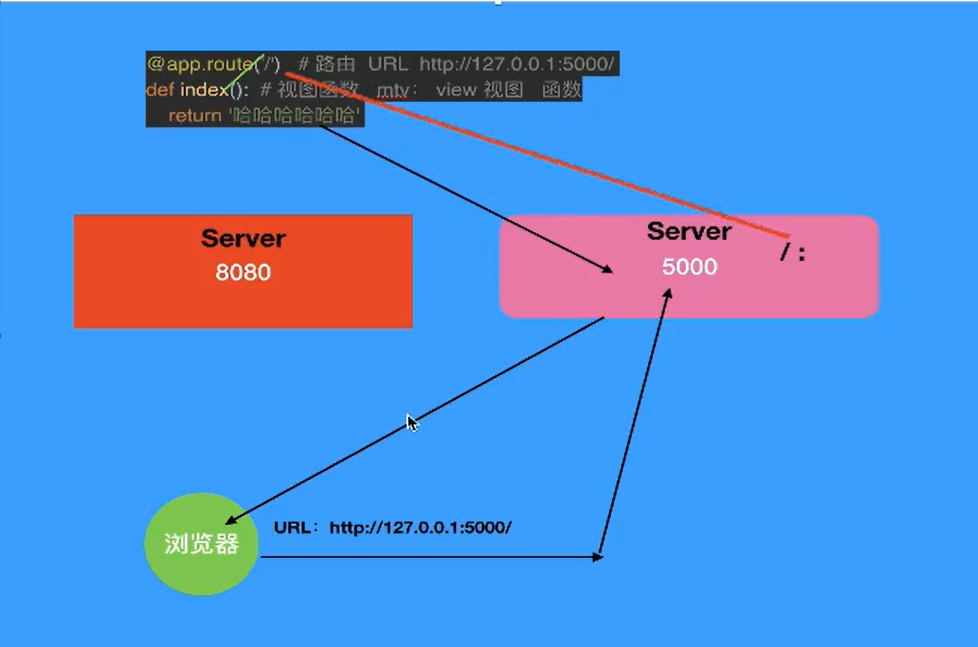 @app.route('/')  # 路由  URL  http://127.0.0.1:5000/
def index():  # 视图函数  mtv:  view 视图  函数
return '哈哈哈哈哈哈'
Server
8080
Server
5000
/ :
URL: http://127.0.0.1:5000/
浏览器